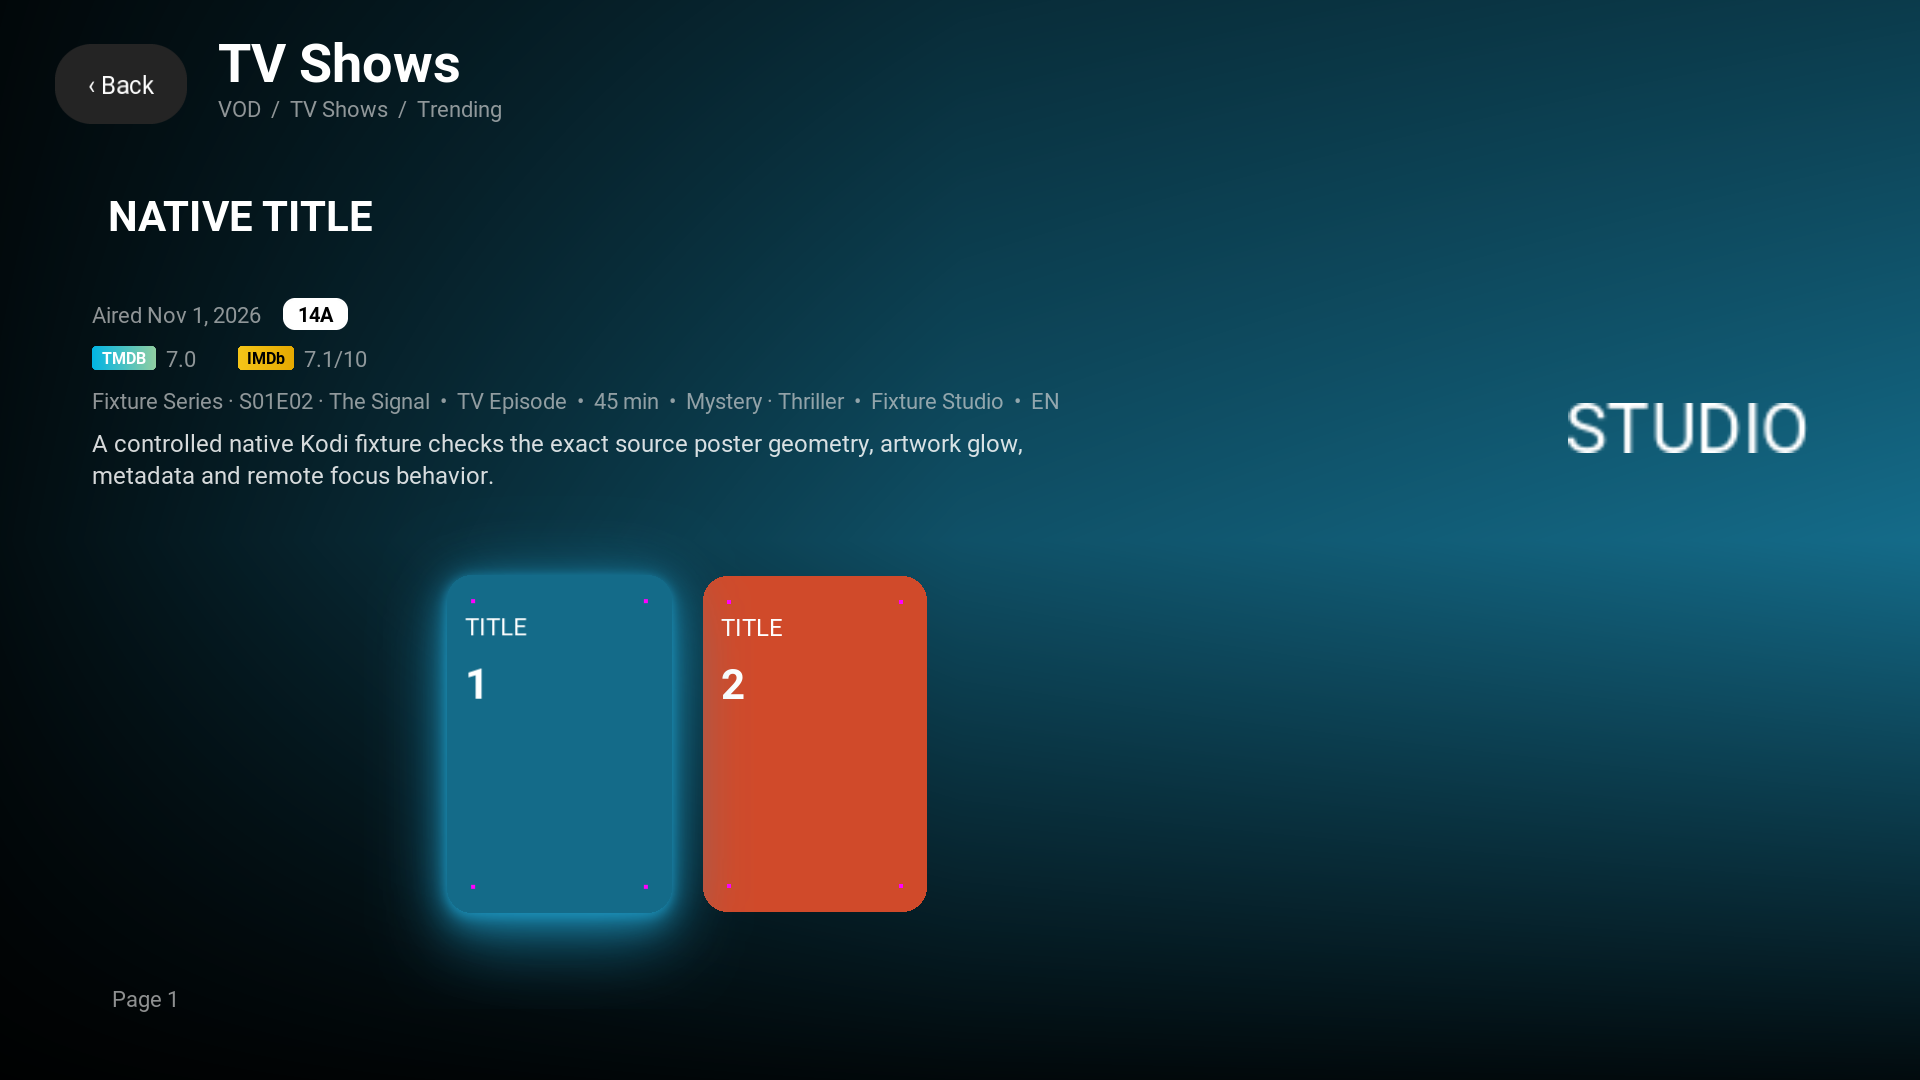 ‹ Back
TV Shows
VOD / TV Shows / Trending
NATIVE TITLE
Aired Nov 1, 2026 14A
TMDB 7.0 IMDb 7.1/10
Fixture Series · S01E02 · The Signal • TV Episode • 45 min • Mystery · Thriller • Fixture Studio • EN
A controlled native Kodi fixture checks the exact source poster geometry, artwork glow,
metadata and remote focus behavior.
STUDIO
TITLE
1
TITLE
2
Page 1